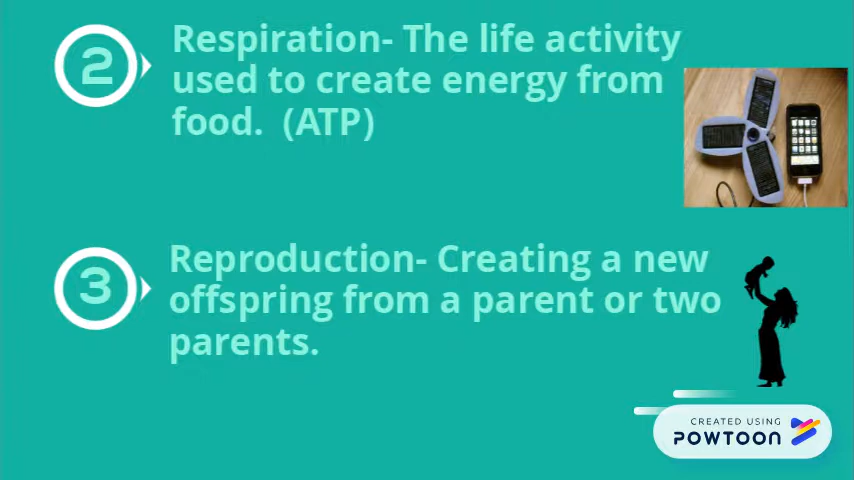 2
Respiration- The life activity
used to create energy from
food.  (ATP)
3
Reproduction- Creating a new
offspring from a parent or two
parents.
CREATED USING
POWTOON